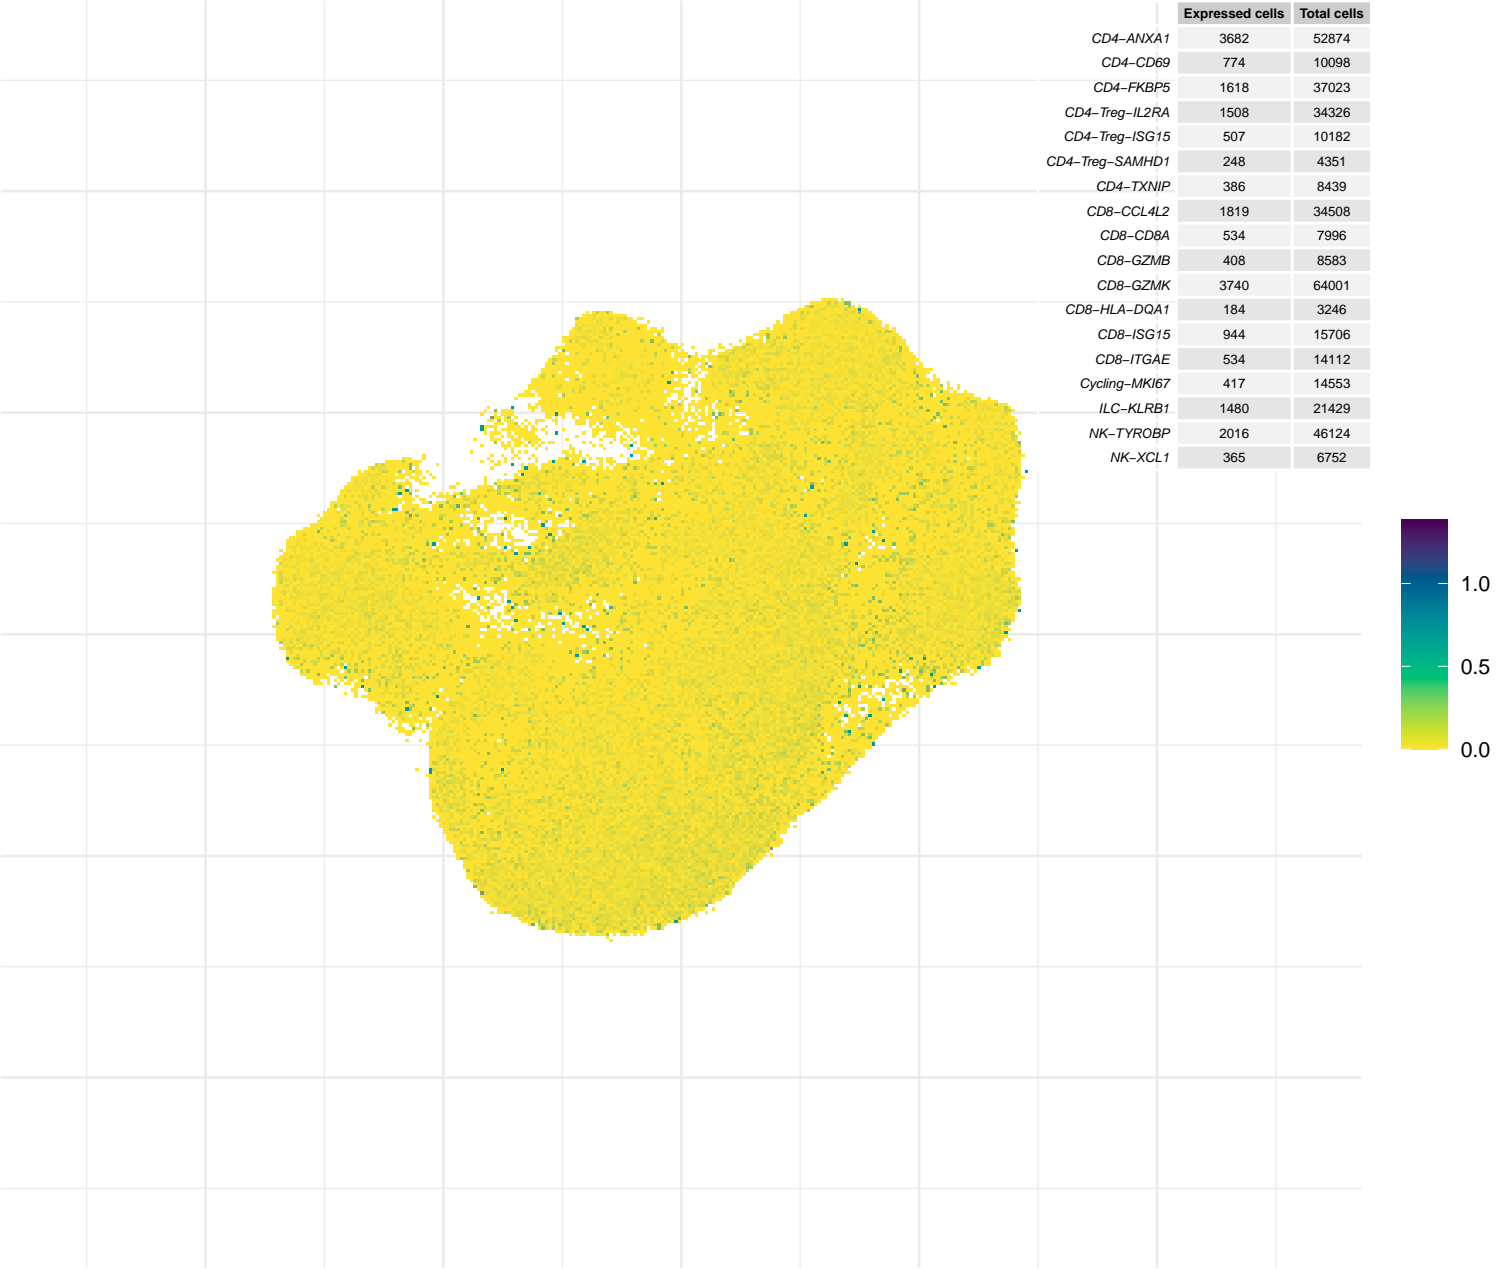 Expressed cells Total cells
CD4−ANXA1 3682 52874
CD4−CD69 774 10098
CD4−FKBP5 1618 37023
CD4−Treg−IL2RA 1508 34326
CD4−Treg−ISG15 507 10182
CD4−Treg−SAMHD1 248 4351
CD4−TXNIP 386 8439
CD8−CCL4L2 1819 34508
CD8−CD8A 534 7996
CD8−GZMB 408 8583
CD8−GZMK 3740 64001
CD8−HLA−DQA1 184 3246
CD8−ISG15 944 15706
CD8−ITGAE 534 14112
Cycling−MKI67 417 14553
ILC−KLRB1 1480 21429
NK−TYROBP 2016 46124
NK−XCL1 365 6752
1.0
0.5
0.0